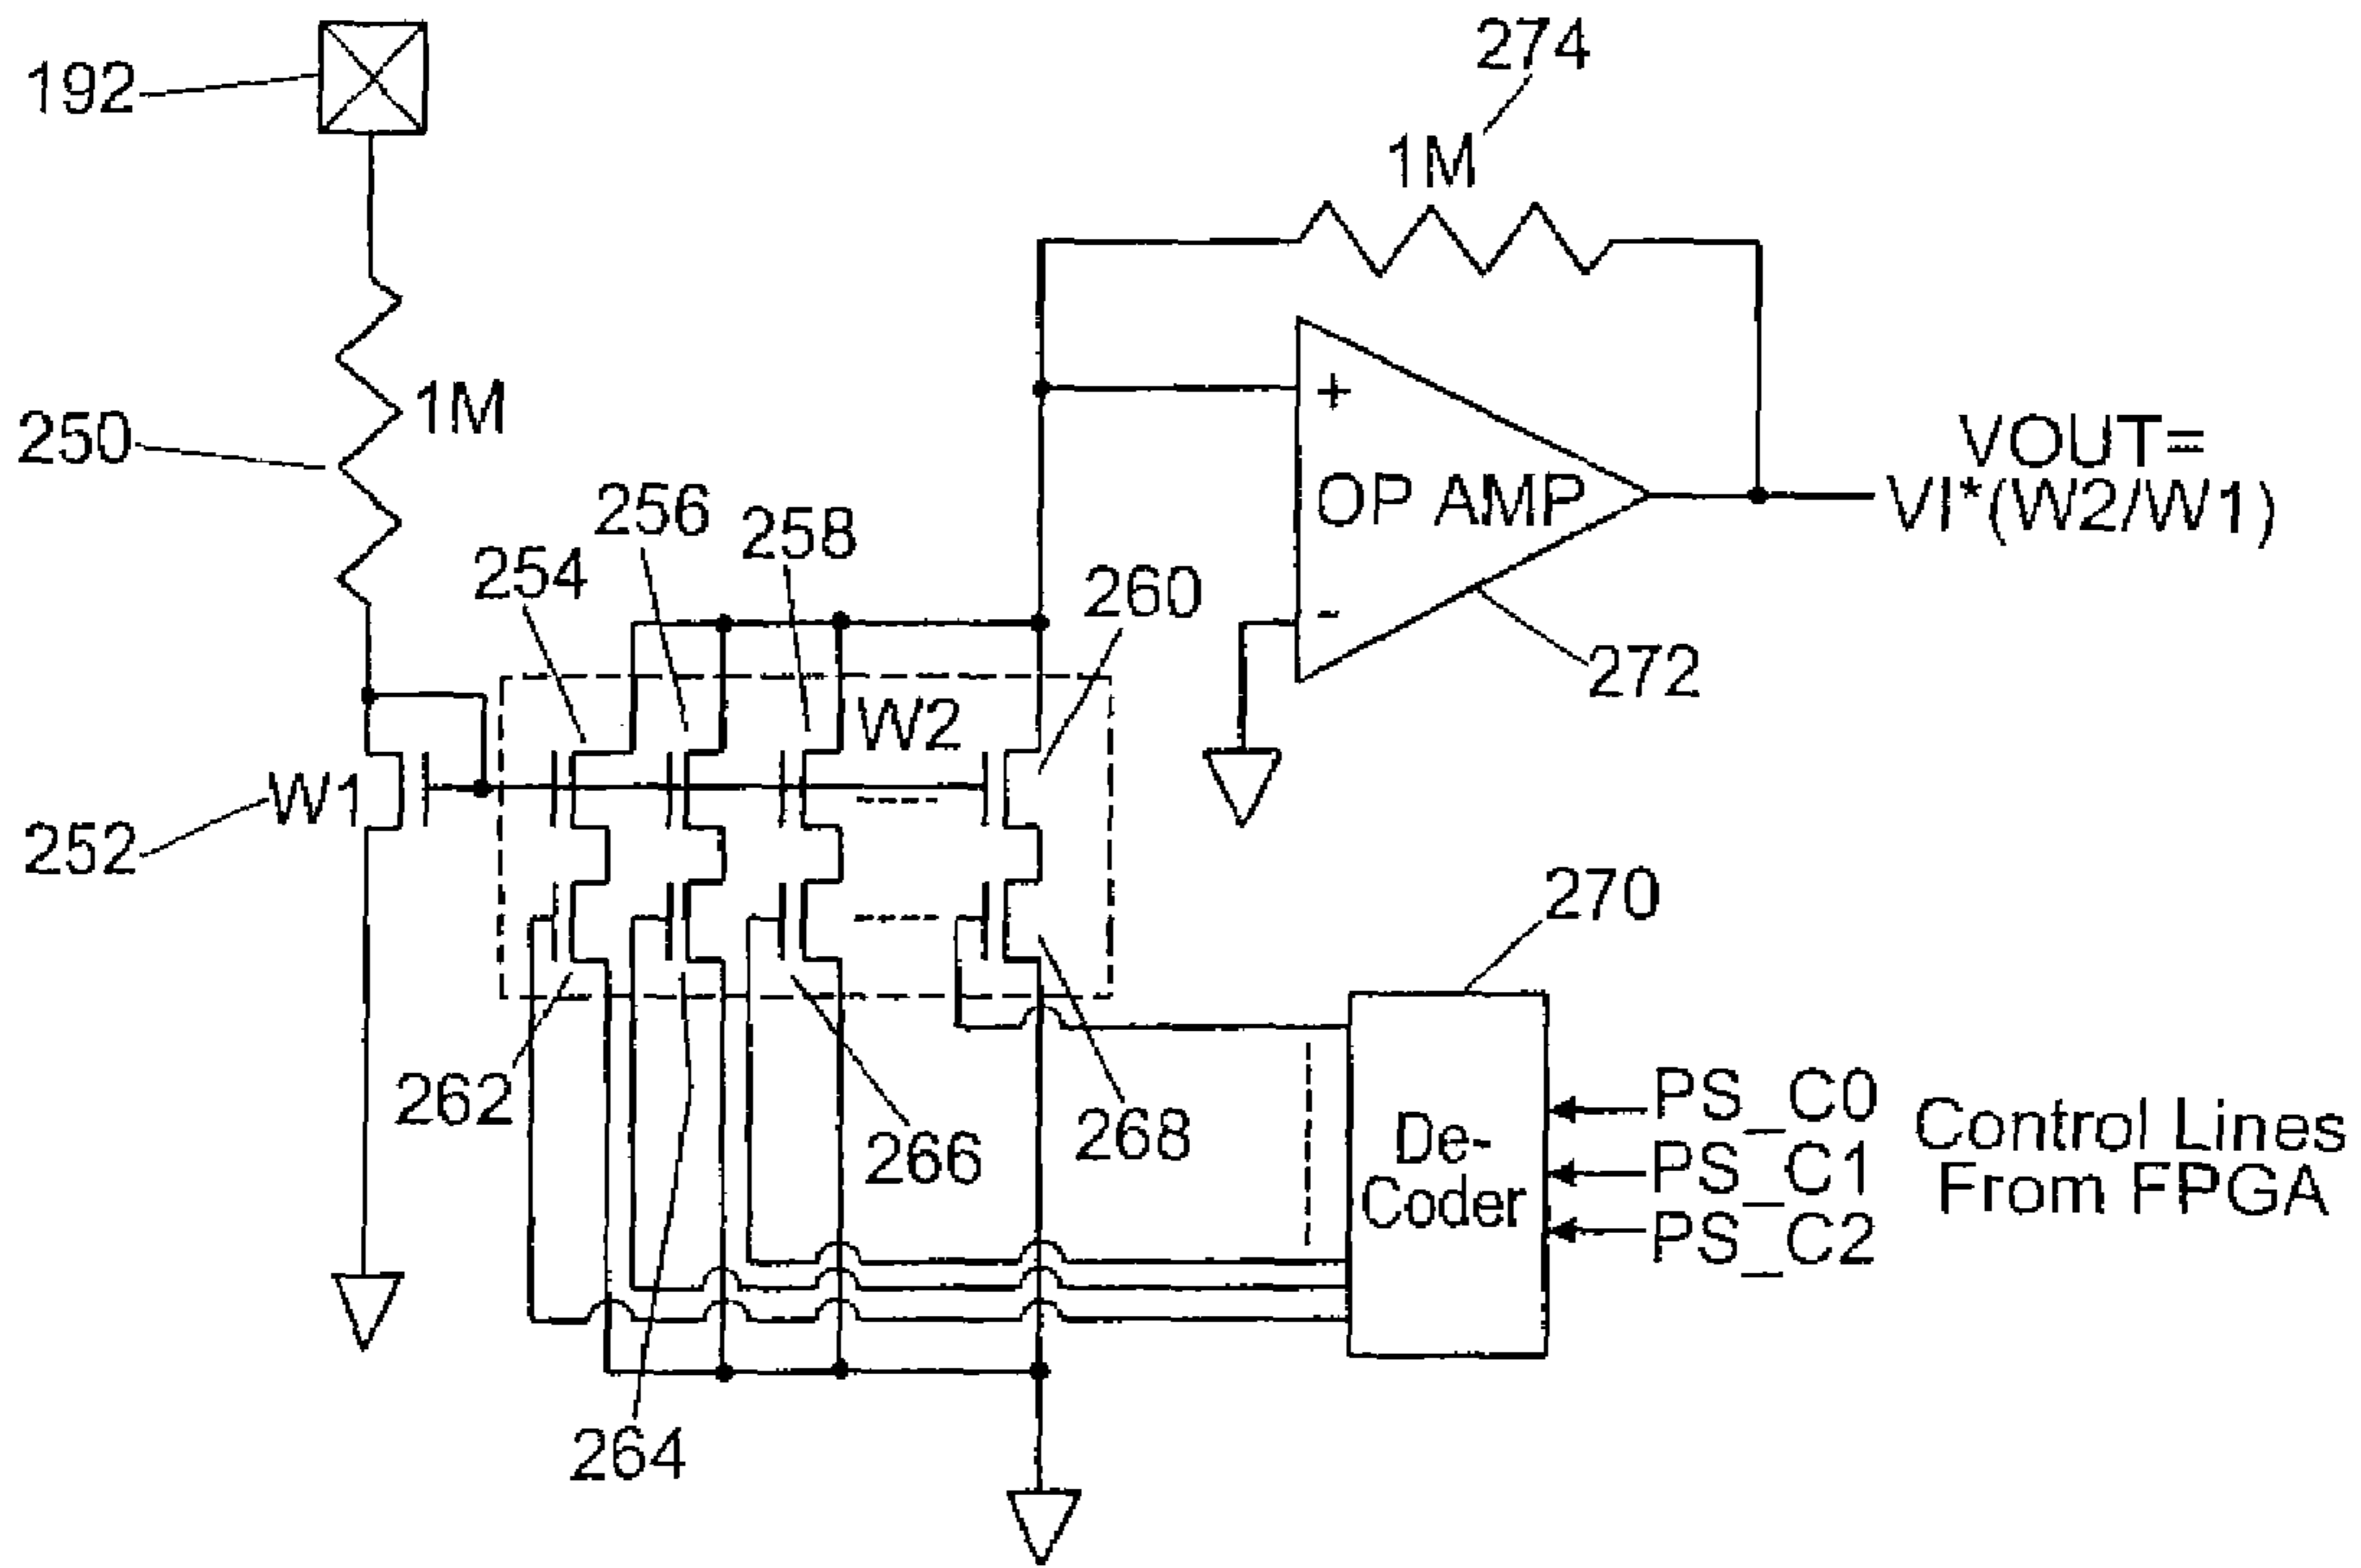 192
274
1M
250
1M
VOUT=
VI*(W2/W1)
+
OP AMP
-
256
258
254
260
272
W2
W1
252
270
262
266
268
264
De-
Coder
PS_C0
PS_C1
PS_C2
Control Lines
From FPGA